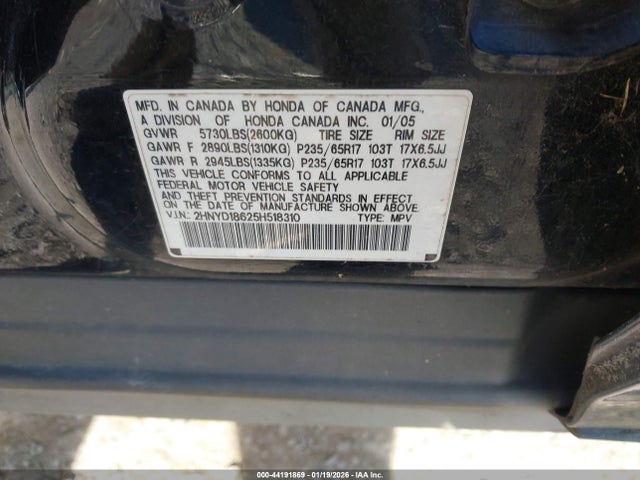 MFD. IN CANADA BY HONDA OF CANADA MFG.,
A DIVISION OF HONDA CANADA INC. 01/05
GVWR 5730LBS(2600KG) TIRE SIZE RIM SIZE
GAWR F 2890LBS(1310KG) P235/65R17 103T 17X6.5JJ
GAWR R 2945LBS(1335KG) P235/65R17 103T 17X6.5JJ
THIS VEHICLE CONFORMS TO ALL APPLICABLE
FEDERAL MOTOR VEHICLE SAFETY
AND THEFT PREVENTION STANDARDS IN EFFECT
ON THE DATE OF MANUFACTURE SHOWN ABOVE.
V.I.N.: 2HNYD18625H518310 TYPE: MPV
000-44191869 - 01/19/2026 - IAA Inc.